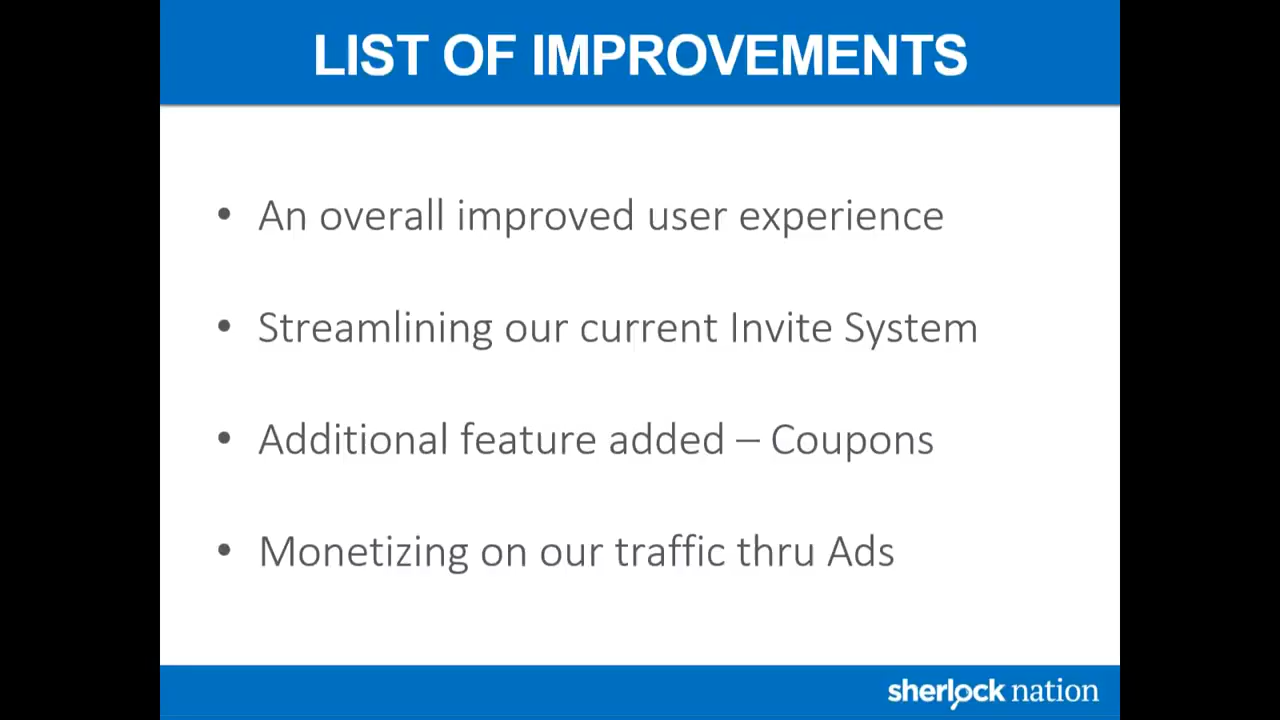 LIST OF IMPROVEMENTS
• An overall improved user experience
• Streamlining our current Invite System
• Additional feature added – Coupons
• Monetizing on our traffic thru Ads
sherlock nation